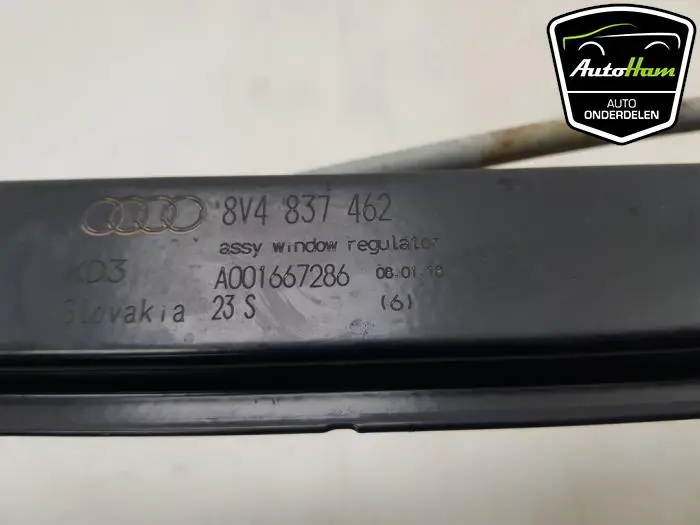 AutoHam
AUTO
ONDERDELEN
8V4 837 462
assy window regulator
A001667286
Slovakia 23 S (6)